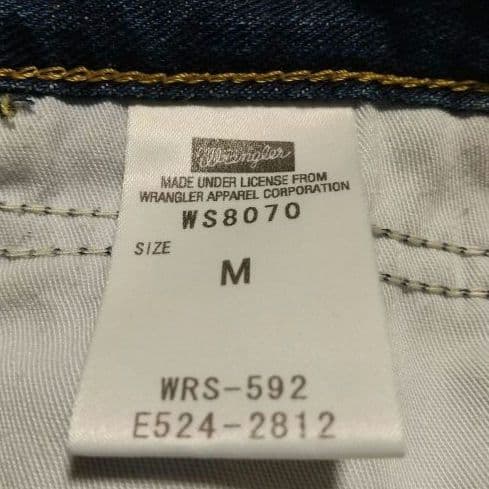 Wrangler
MADE UNDER LICENSE FROM
WRANGLER APPAREL CORPORATION
WS8070
SIZE
M
WRS-592
E524-2812